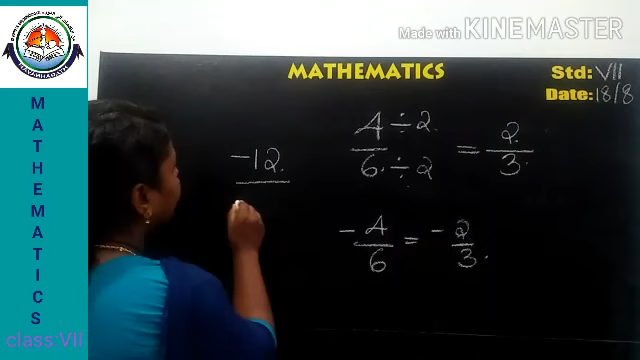 Made with KINEMASTER
MATHEMATICS
Std: VII
Date: 18/8
4 ÷ 2 / 6 ÷ 2 = 2 / 3
-12
-4 / 6 = -2 / 3
MATHEMATICS
class VII